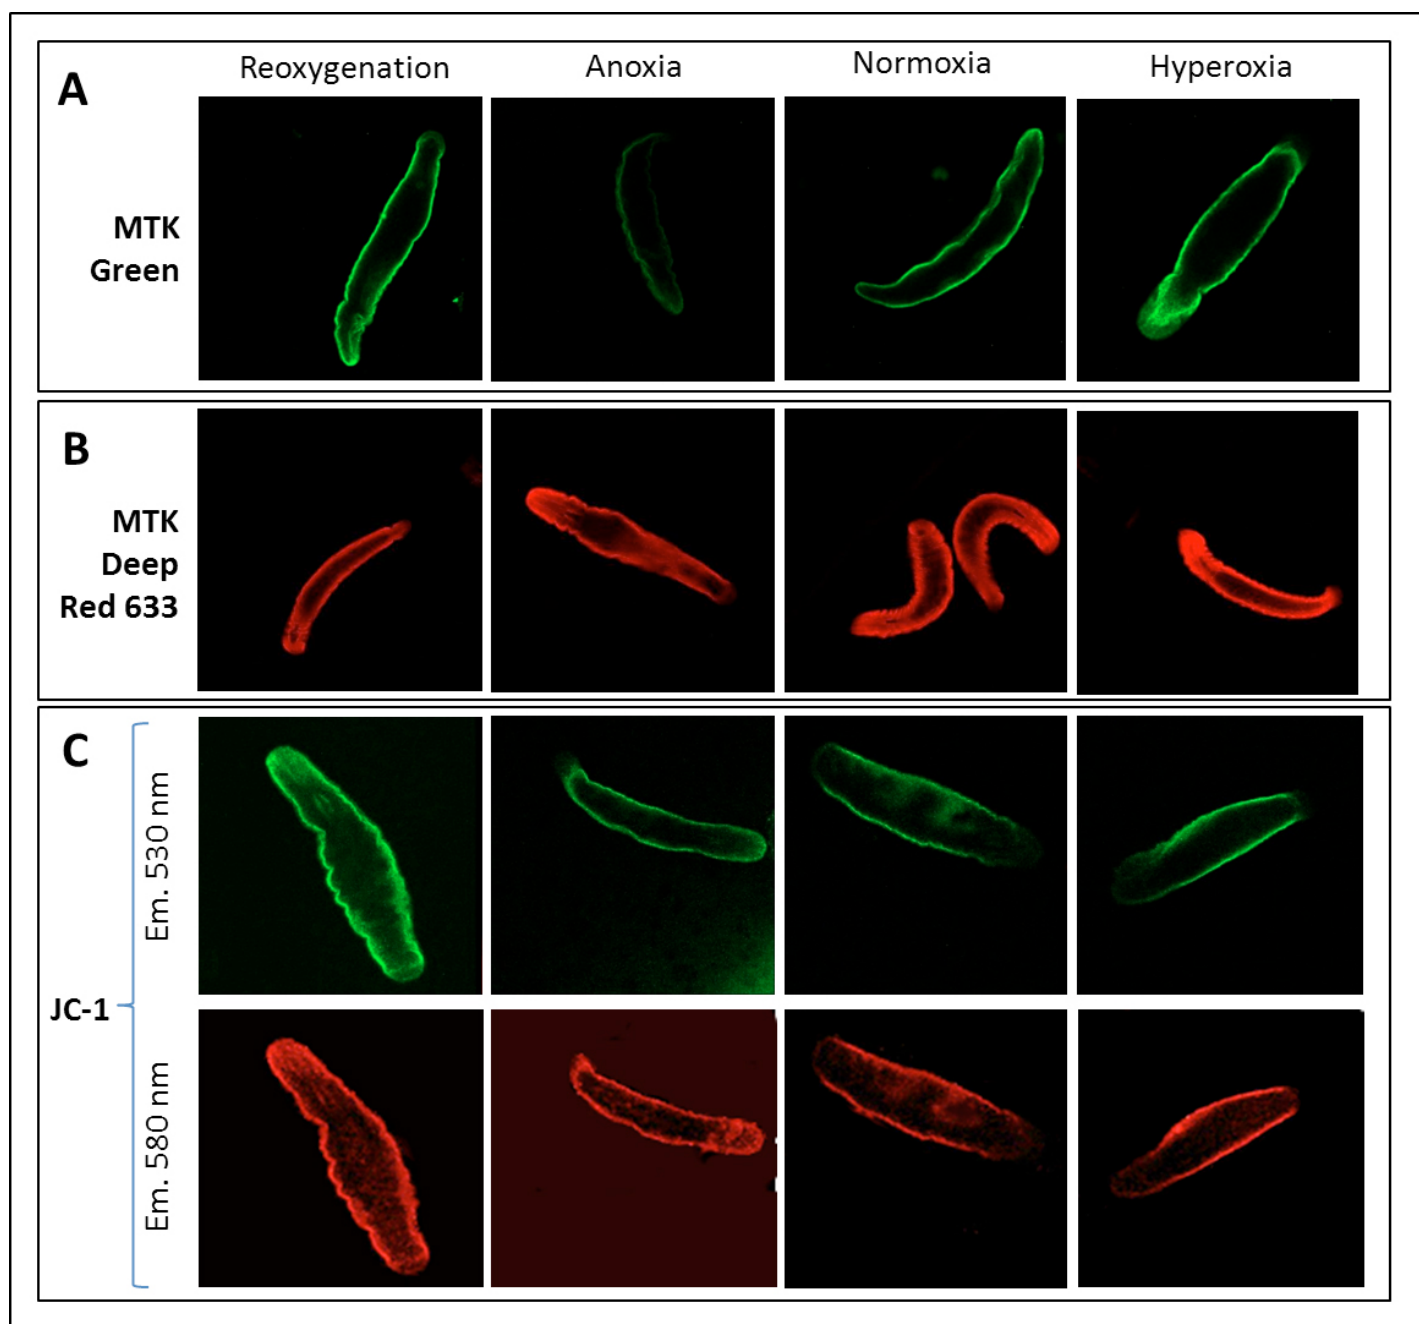 Reoxygenation Anoxia Normoxia Hyperoxia
A
MTK
Green
B
MTK
Deep
Red 633
C
Em. 530 nm
JC-1
Em. 580 nm